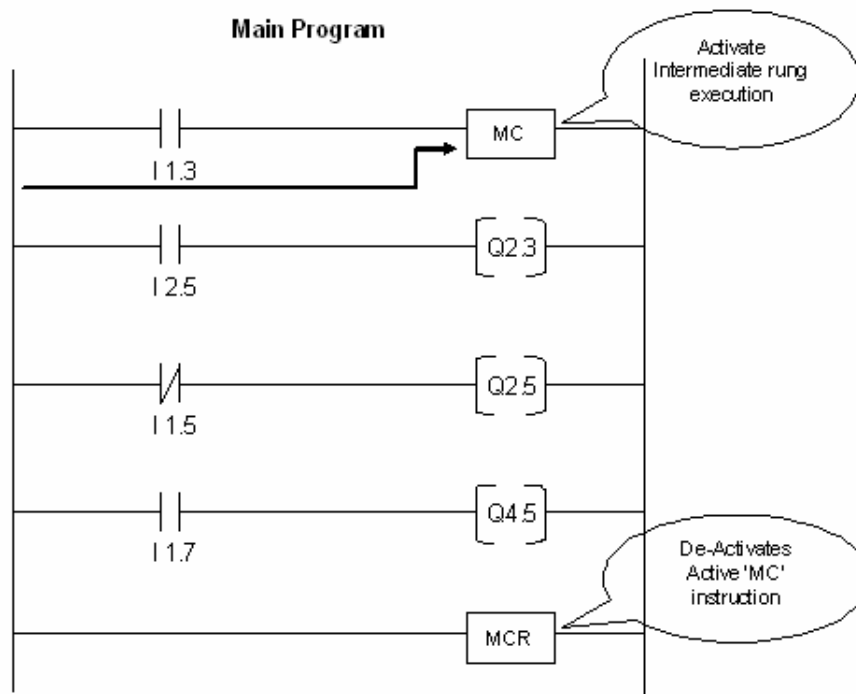 Main Program
Activate
Intermediate rung
execution
MC
I 1.3
Q2.3
I 2.5
Q2.5
I 1.5
Q4.5
I 1.7
De-Activates
Active 'MC'
instruction
MCR